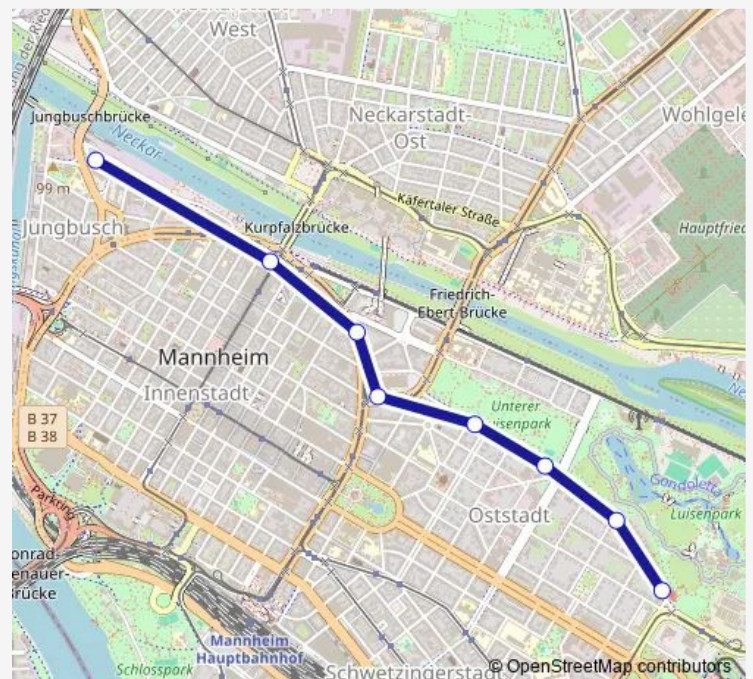 West
Neckarstadt-
Ost
Wohlgele
Jungbuschbrücke
Neckar
99 m
Käfertaler Straße
Jungbusch
Kurpfalzbrücke
Hauptfried
Friedrich-
Ebert-Brücke
Mannheim
Innenstadt
B 37
B 38
Unterer
Luisenpark
Gondoletta
Luisenpark
Oststadt
Parkring
onrad-
enauer-
rücke
Mannheim
Hauptbahnhof
Schlosspark
Schwetzingerstadt
© OpenStreetMap contributors